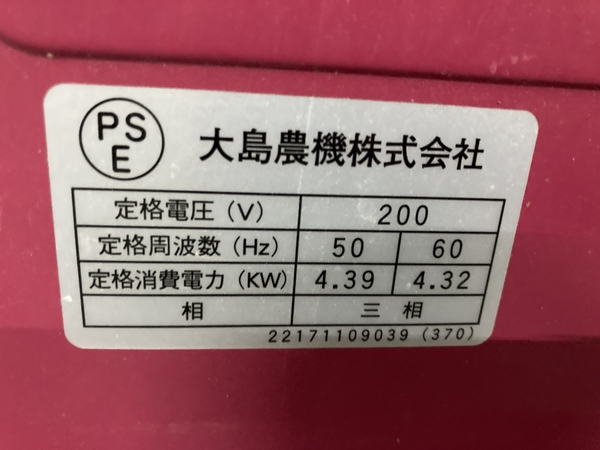 PS
E
大島農機株式会社
定格電圧(V) 200
定格周波数(Hz) 50 60
定格消費電力(KW) 4.39 4.32
相 三相
22171109039(370)